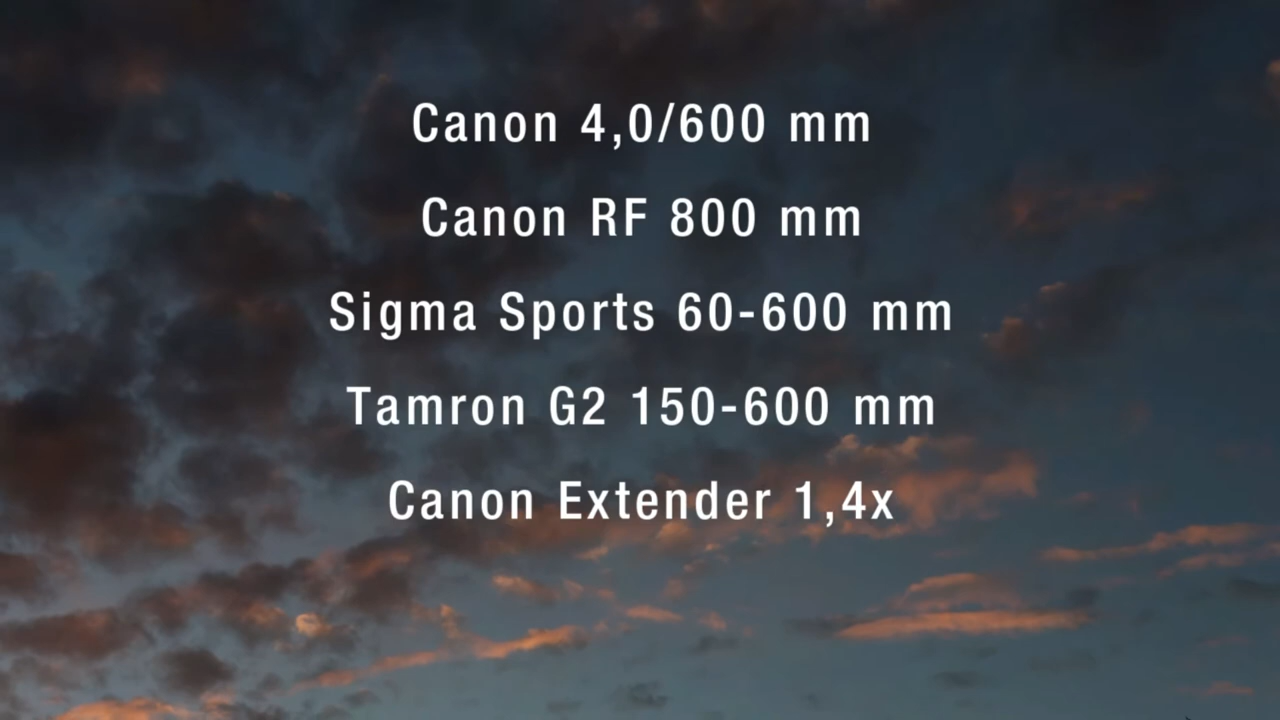 Canon 4,0/600 mm
Canon RF 800 mm
Sigma Sports 60-600 mm
Tamron G2 150-600 mm
Canon Extender 1,4x